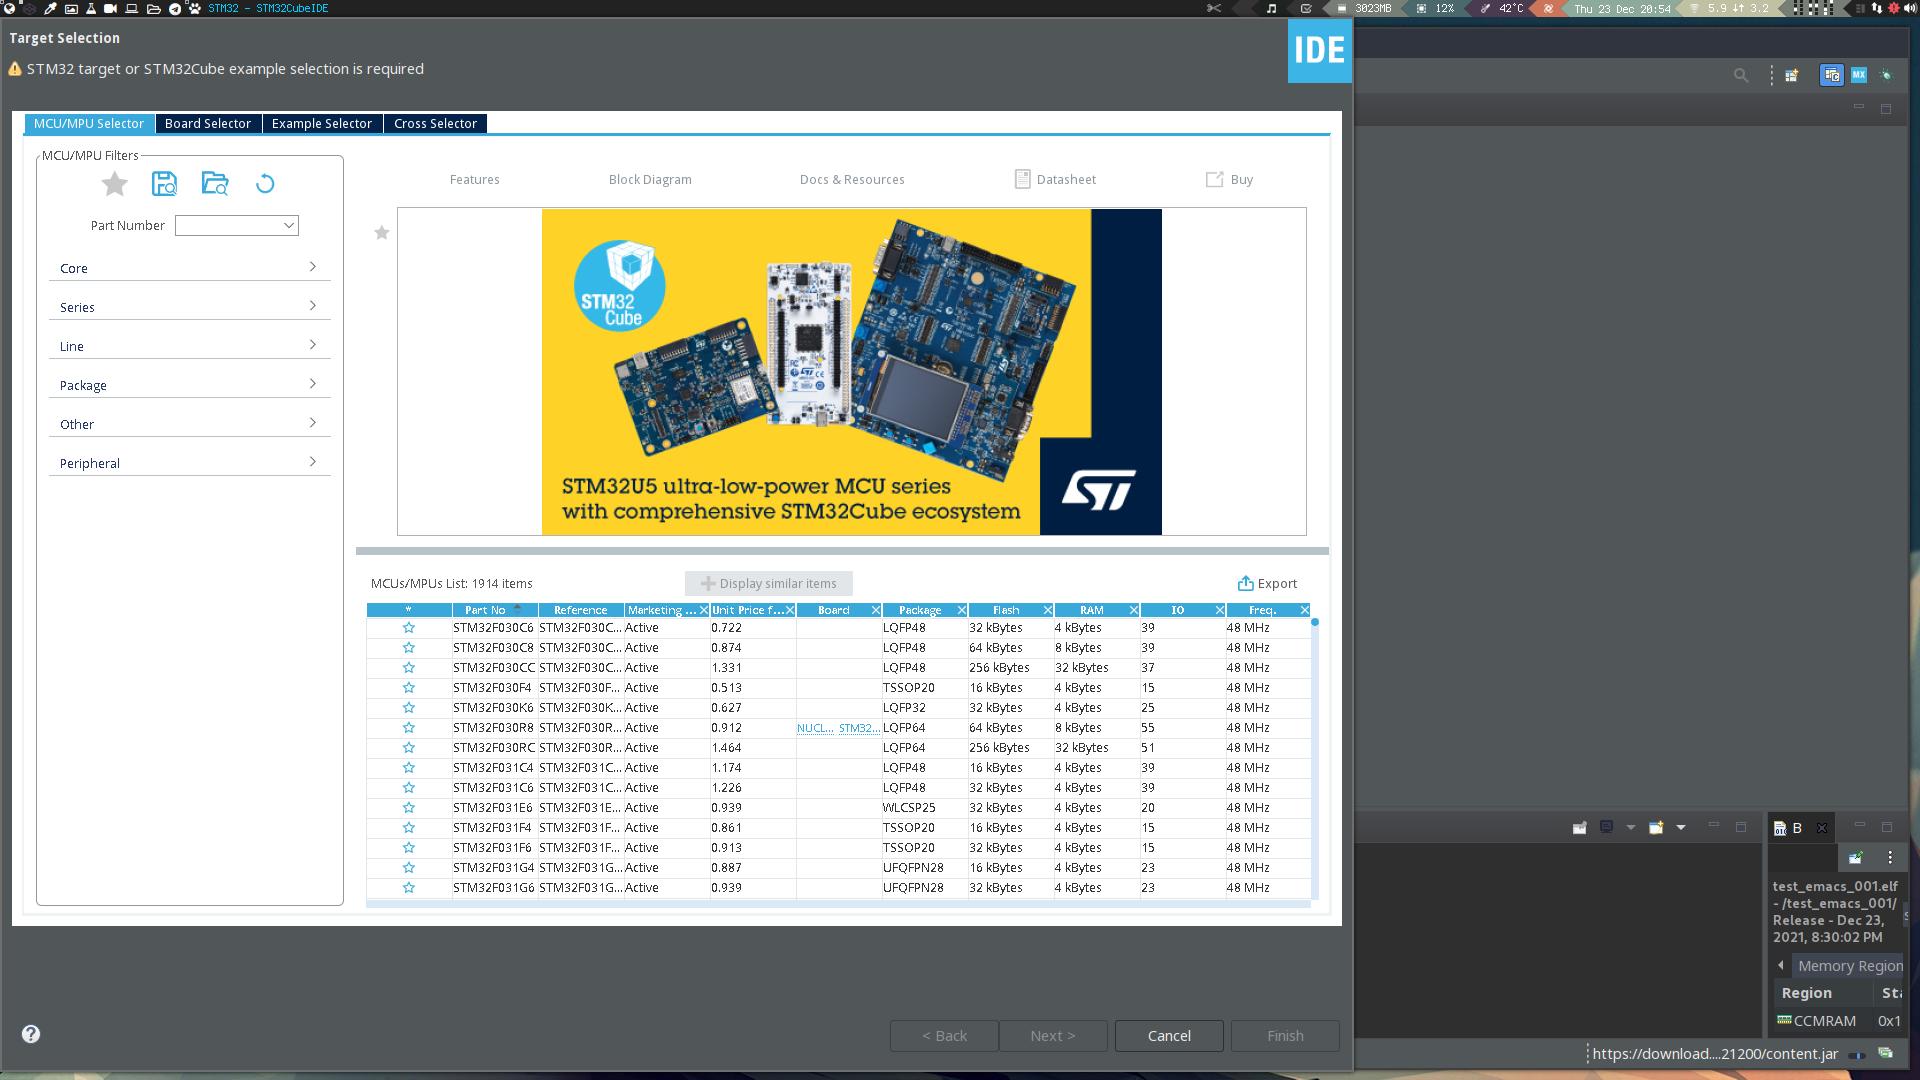 STM32 - STM32CubeIDE
3023MB
12%
42°C
Thu 23 Dec 20:54
5.9 ↓↑ 3.2
Target Selection
STM32 target or STM32Cube example selection is required
IDE
MX
MCU/MPU Selector
Board Selector
Example Selector
Cross Selector
MCU/MPU Filters
Part Number
Core
Series
Line
Package
Other
Peripheral
Features
Block Diagram
Docs & Resources
Datasheet
Buy
STM32
Cube
STM32U5 ultra-low-power MCU series
with comprehensive STM32Cube ecosystem
ST
MCUs/MPUs List: 1914 items
Display similar items
Export
* Part No Reference Marketing ... Unit Price f... Board Package Flash RAM IO Freq.
STM32F030C6 STM32F030C... Active 0.722 LQFP48 32 kBytes 4 kBytes 39 48 MHz
STM32F030C8 STM32F030C... Active 0.874 LQFP48 64 kBytes 8 kBytes 39 48 MHz
STM32F030CC STM32F030C... Active 1.331 LQFP48 256 kBytes 32 kBytes 37 48 MHz
STM32F030F4 STM32F030F... Active 0.513 TSSOP20 16 kBytes 4 kBytes 15 48 MHz
STM32F030K6 STM32F030K... Active 0.627 LQFP32 32 kBytes 4 kBytes 25 48 MHz
STM32F030R8 STM32F030R... Active 0.912 NUCL... STM32... LQFP64 64 kBytes 8 kBytes 55 48 MHz
STM32F030RC STM32F030R... Active 1.464 LQFP64 256 kBytes 32 kBytes 51 48 MHz
STM32F031C4 STM32F031C... Active 1.174 LQFP48 16 kBytes 4 kBytes 39 48 MHz
STM32F031C6 STM32F031C... Active 1.226 LQFP48 32 kBytes 4 kBytes 39 48 MHz
STM32F031E6 STM32F031E... Active 0.939 WLCSP25 32 kBytes 4 kBytes 20 48 MHz
STM32F031F4 STM32F031F... Active 0.861 TSSOP20 16 kBytes 4 kBytes 15 48 MHz
STM32F031F6 STM32F031F... Active 0.913 TSSOP20 32 kBytes 4 kBytes 15 48 MHz
STM32F031G4 STM32F031G... Active 0.887 UFQFPN28 16 kBytes 4 kBytes 23 48 MHz
STM32F031G6 STM32F031G... Active 0.939 UFQFPN28 32 kBytes 4 kBytes 23 48 MHz
B
test_emacs_001.elf
- /test_emacs_001/
Release - Dec 23,
2021, 8:30:02 PM
Memory Region
Region Sta
CCMRAM 0x1
< Back
Next >
Cancel
Finish
https://download....21200/content.jar